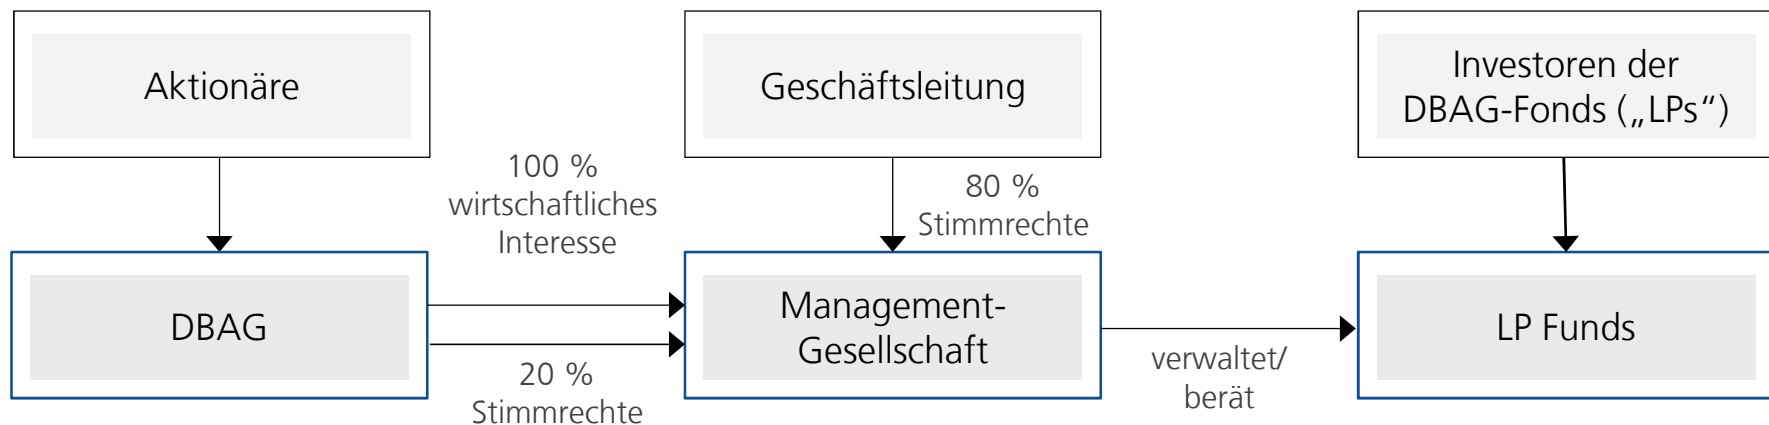 Aktionäre
Geschäftsleitung
Investoren der
DBAG-Fonds („LPs“)
100 %
wirtschaftliches
Interesse
80 %
Stimmrechte
DBAG
Management-
Gesellschaft
LP Funds
20 %
Stimmrechte
verwaltet/
berät